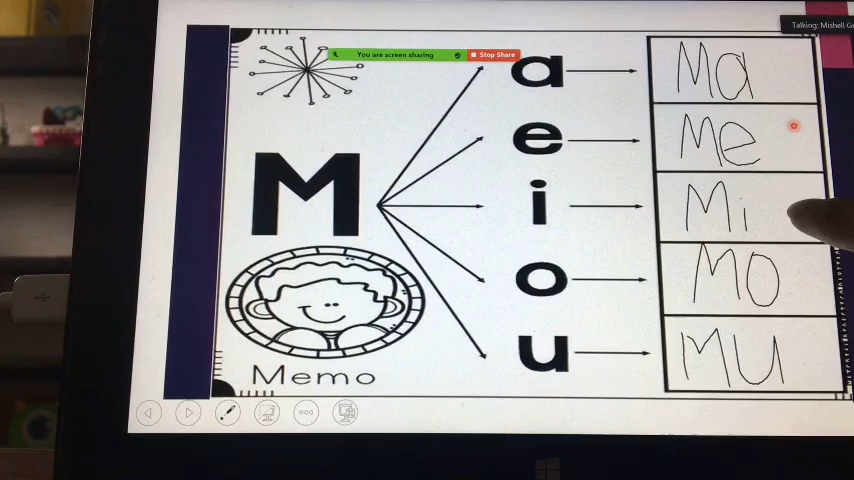 Talking: Mishell G
You are screen sharing Stop Share
a Ma
e Me
M
i Mi
o Mo
u Mu
Memo